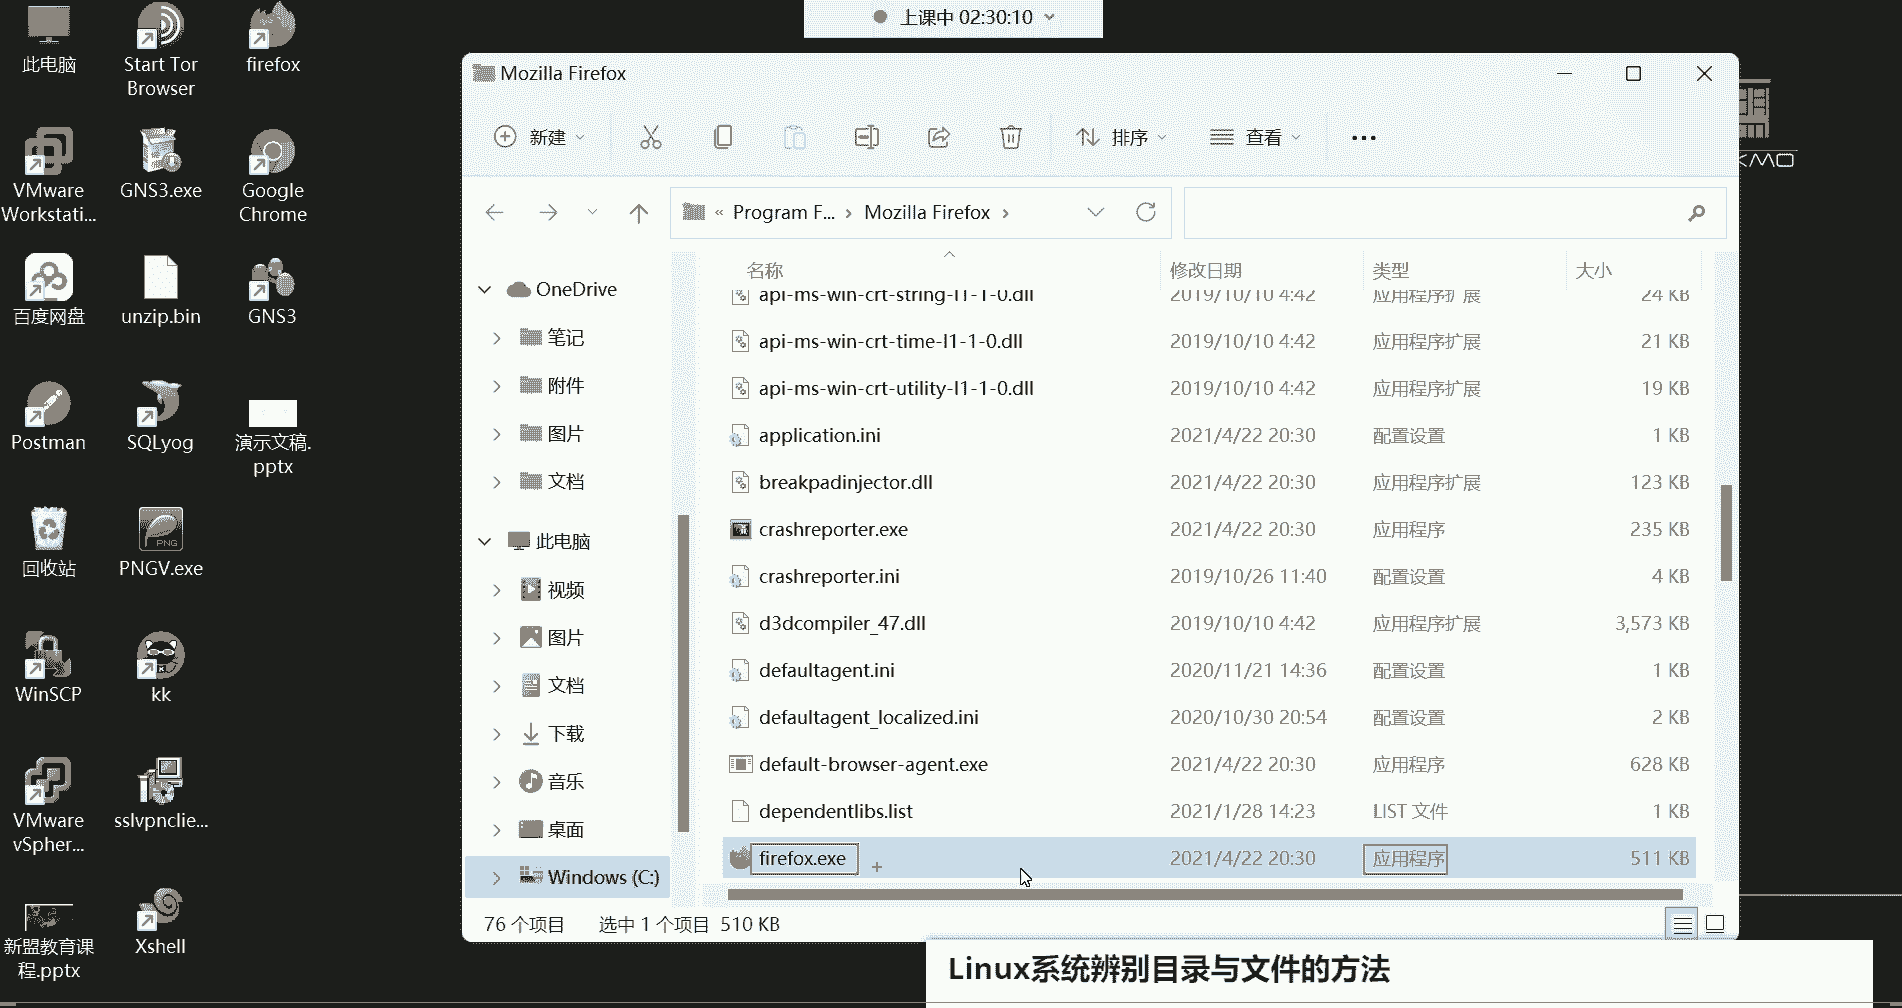 上课中 02:30:10
此电脑
Start Tor
Browser
firefox
VMware
Workstati...
GNS3.exe
Google
Chrome
百度网盘
unzip.bin
GNS3
Postman
SQLyog
演示文稿.
pptx
回收站
PNG
PNGV.exe
WinSCP
kk
VMware
vSpher...
sslvpnclie...
新盟教育课
程.pptx
Xshell
Mozilla Firefox
新建
排序
查看
« Program F... › Mozilla Firefox ›
OneDrive
笔记
附件
图片
文档
此电脑
视频
图片
文档
下载
音乐
桌面
Windows (C:)
名称 修改日期 类型 大小
api-ms-win-crt-string-l1-1-0.dll 2019/10/10 4:42 应用程序扩展 24 KB
api-ms-win-crt-time-l1-1-0.dll 2019/10/10 4:42 应用程序扩展 21 KB
api-ms-win-crt-utility-l1-1-0.dll 2019/10/10 4:42 应用程序扩展 19 KB
application.ini 2021/4/22 20:30 配置设置 1 KB
breakpadinjector.dll 2021/4/22 20:30 应用程序扩展 123 KB
crashreporter.exe 2021/4/22 20:30 应用程序 235 KB
crashreporter.ini 2019/10/26 11:40 配置设置 4 KB
d3dcompiler_47.dll 2019/10/10 4:42 应用程序扩展 3,573 KB
defaultagent.ini 2020/11/21 14:36 配置设置 1 KB
defaultagent_localized.ini 2020/10/30 20:54 配置设置 2 KB
default-browser-agent.exe 2021/4/22 20:30 应用程序 628 KB
dependentlibs.list 2021/1/28 14:23 LIST 文件 1 KB
firefox.exe 2021/4/22 20:30 应用程序 511 KB
76 个项目 选中 1 个项目 510 KB
Linux系统辨别目录与文件的方法